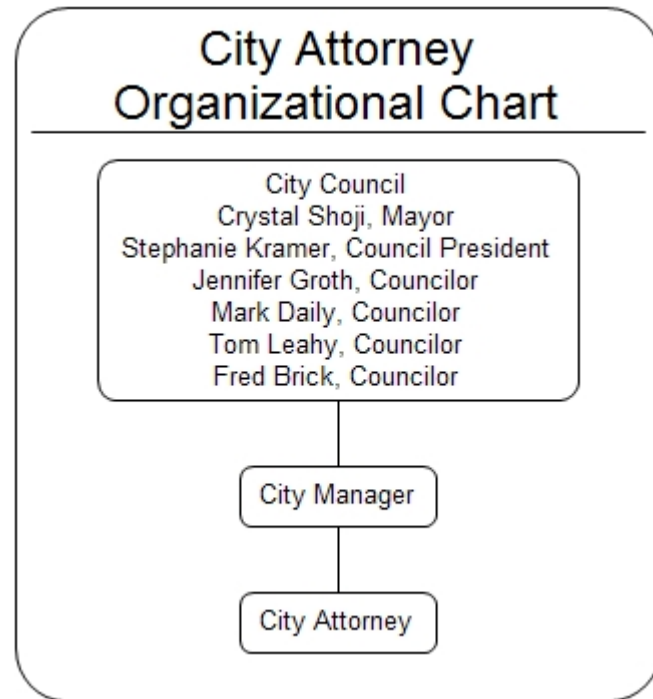 City Attorney
Organizational Chart
City Council
Crystal Shoji, Mayor
Stephanie Kramer, Council President
Jennifer Groth, Councilor
Mark Daily, Councilor
Tom Leahy, Councilor
Fred Brick, Councilor
City Manager
City Attorney